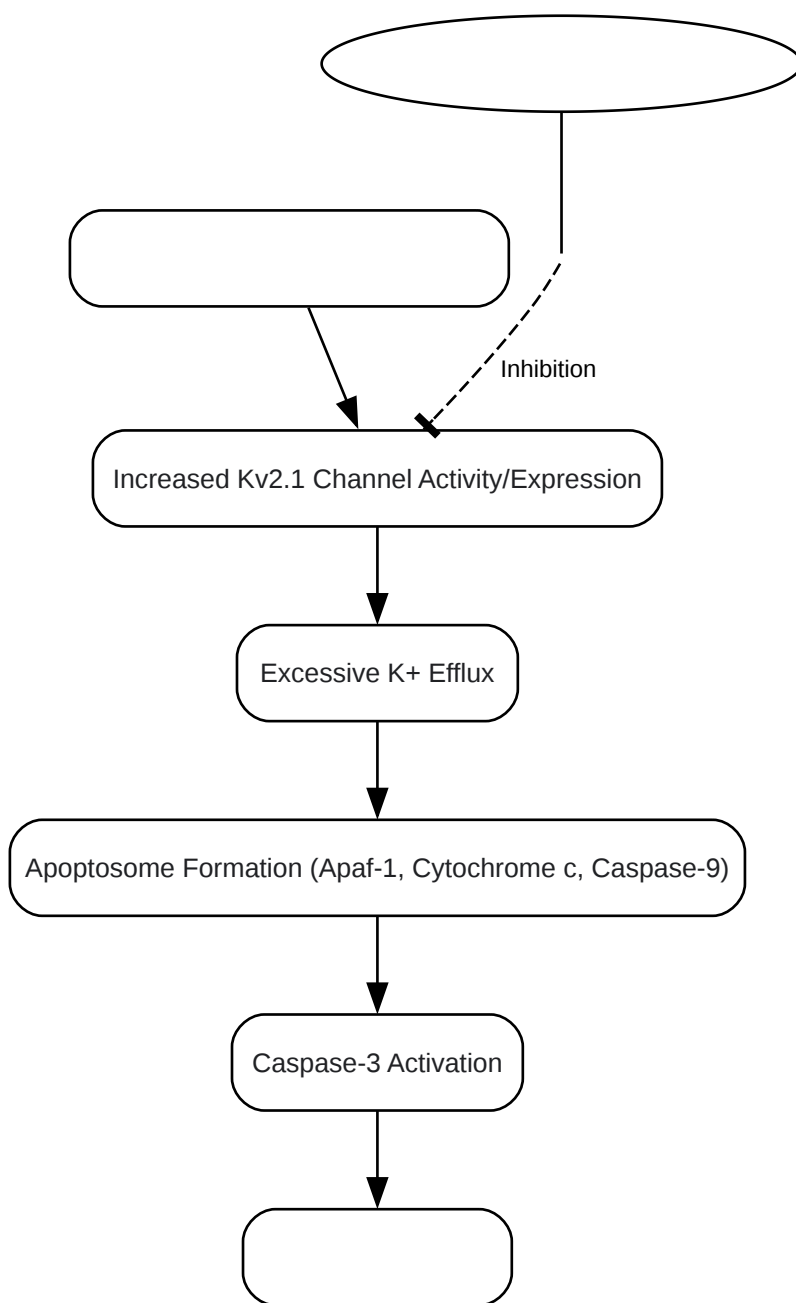 Inhibition
Increased Kv2.1 Channel Activity/Expression
Excessive K+ Efflux
Apoptosome Formation (Apaf-1, Cytochrome c, Caspase-9)
Caspase-3 Activation